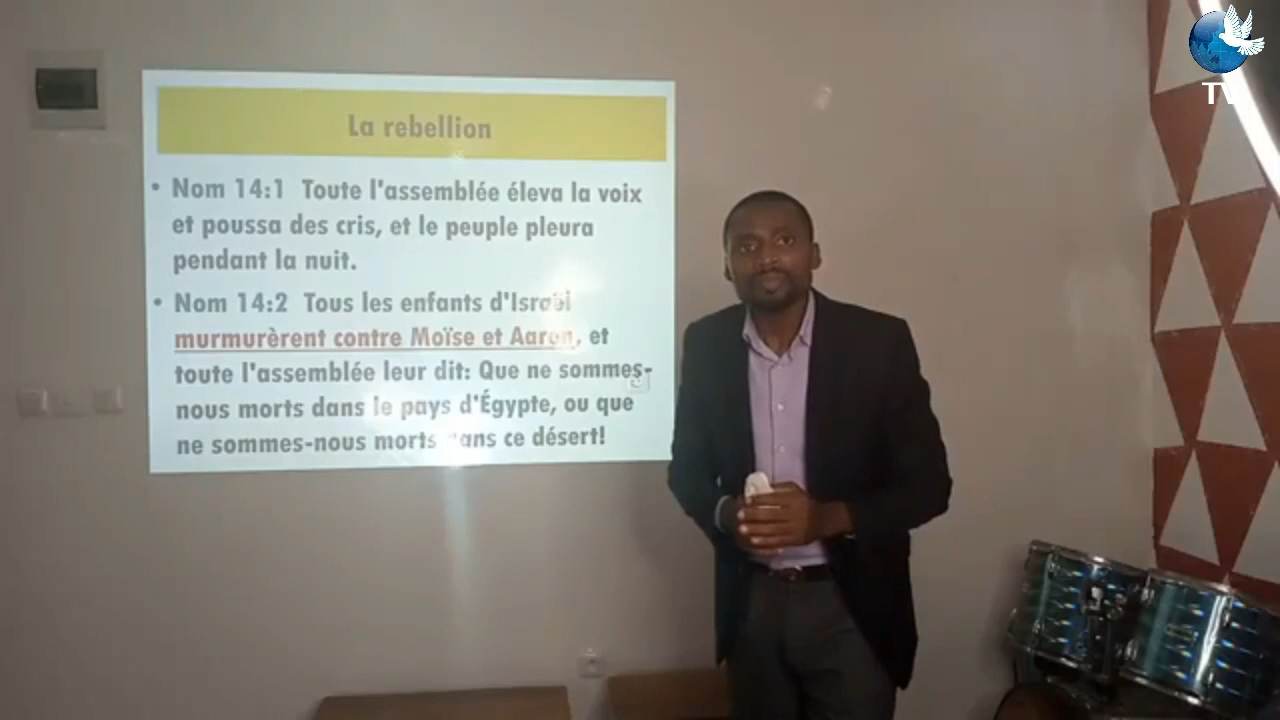 La rebellion
• Nom 14:1 Toute l'assemblée éleva la voix
et poussa des cris, et le peuple pleura
pendant la nuit.
• Nom 14:2 Tous les enfants d'Israël
murmurèrent contre Moïse et Aaron, et
toute l'assemblée leur dit: Que ne sommes-
nous morts dans le pays d'Égypte, ou que
ne sommes-nous morts dans ce désert!
TV